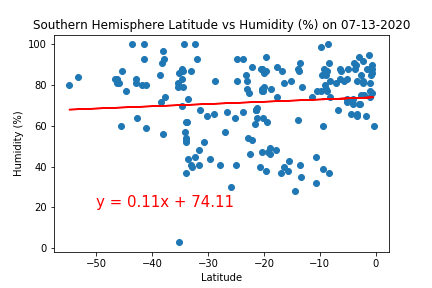 Southern Hemisphere Latitude vs Humidity (%) on 07-13-2020
Humidity (%)
100
80
60
40
20
0
y = 0.11x + 74.11
−50 −40 −30 −20 −10 0
Latitude